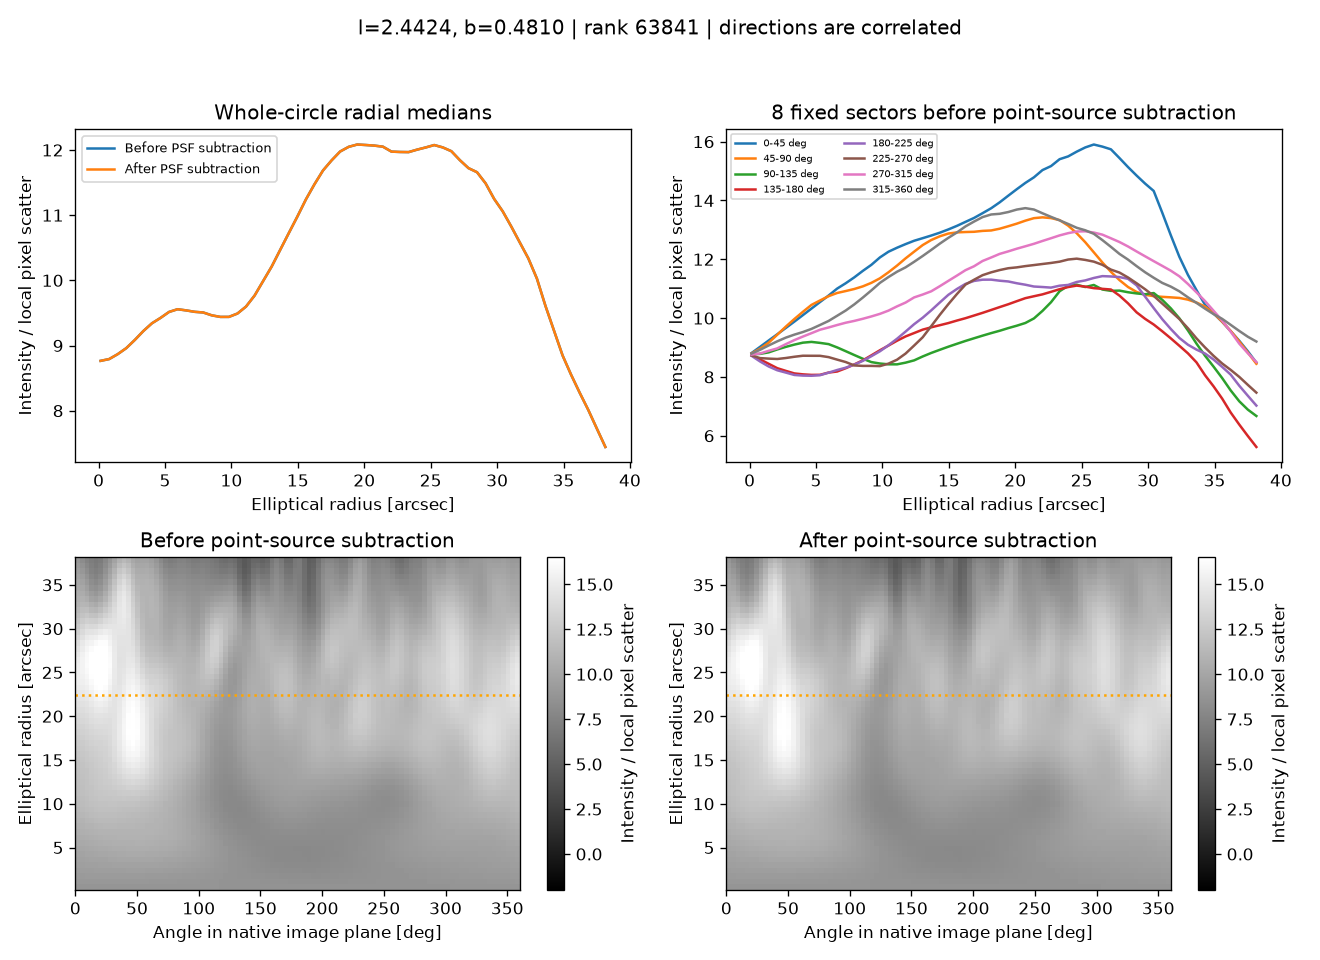 l=2.4424, b=0.4810 | rank 63841 | directions are correlated
Whole-circle radial medians
Before PSF subtraction
After PSF subtraction
Intensity / local pixel scatter
12
11
10
9
8
0 5 10 15 20 25 30 35 40
Elliptical radius [arcsec]
8 fixed sectors before point-source subtraction
0-45 deg 180-225 deg
45-90 deg 225-270 deg
90-135 deg 270-315 deg
135-180 deg 315-360 deg
Intensity / local pixel scatter
16
14
12
10
8
6
0 5 10 15 20 25 30 35 40
Elliptical radius [arcsec]
Before point-source subtraction
Elliptical radius [arcsec]
35
30
25
20
15
10
5
0 50 100 150 200 250 300 350
Angle in native image plane [deg]
15.0
12.5
10.0
7.5
5.0
2.5
0.0
Intensity / local pixel scatter
After point-source subtraction
Elliptical radius [arcsec]
35
30
25
20
15
10
5
0 50 100 150 200 250 300 350
Angle in native image plane [deg]
15.0
12.5
10.0
7.5
5.0
2.5
0.0
Intensity / local pixel scatter